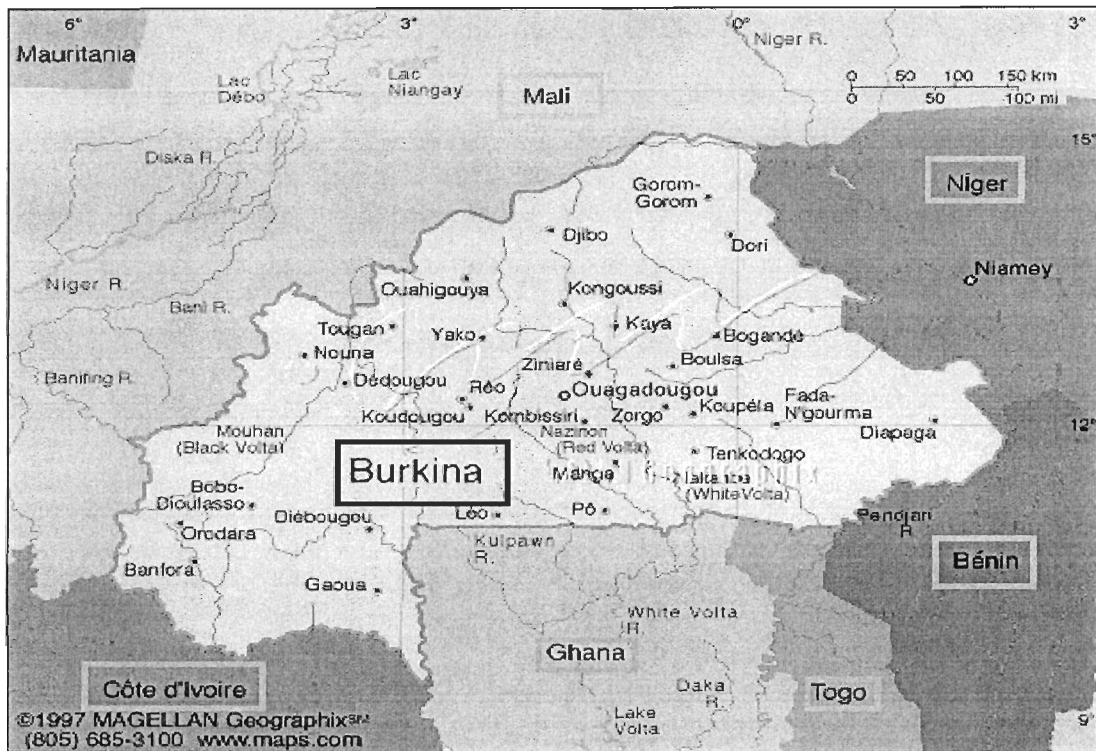 6° 3° 0° 3°
Mauritania
Niger R.
Lac
Débo
Lac
Niangay
Mali
0 50 100 150 km
0 50 100 mi
15°
Diaka R.
Gorom-
Gorom
Niger
Djibo
Dori
Niamey
Niger R.
Bani R.
Ouahigouya
Kongoussi
Tougan
Yako
Kaya
Bogandé
Nouna
Ziniaré
Boulsa
Banifing R.
Dédougou
Réo
Ouagadougou
Fada-
N'gourma
Koudougou
Kombissiri
Zorgo
Koupéla
Diapaga
12°
Mouhan
(Black Volta)
Nazinon
(Red Volta)
Tenkodogo
Burkina
Manga
(White Volta)
Bobo-
Dioulasso
Diébougou
Léo
Pô
Pendjari
R.
Orodara
Kulpawn
R.
Banfora
Bénin
Gaoua
White Volta
R.
Ghana
Côte d'Ivoire
Daka
R.
Togo
Lake
Volta
9°
©1997 MAGELLAN Geographix℠
(805) 685-3100 www.maps.com